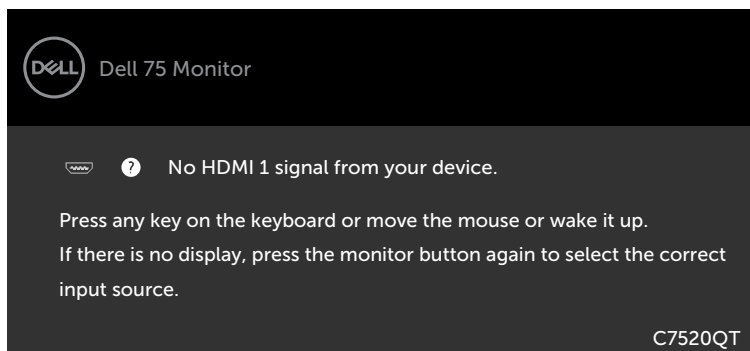 DELL Dell 75 Monitor
? No HDMI 1 signal from your device.
Press any key on the keyboard or move the mouse or wake it up.
If there is no display, press the monitor button again to select the correct
input source.
C7520QT